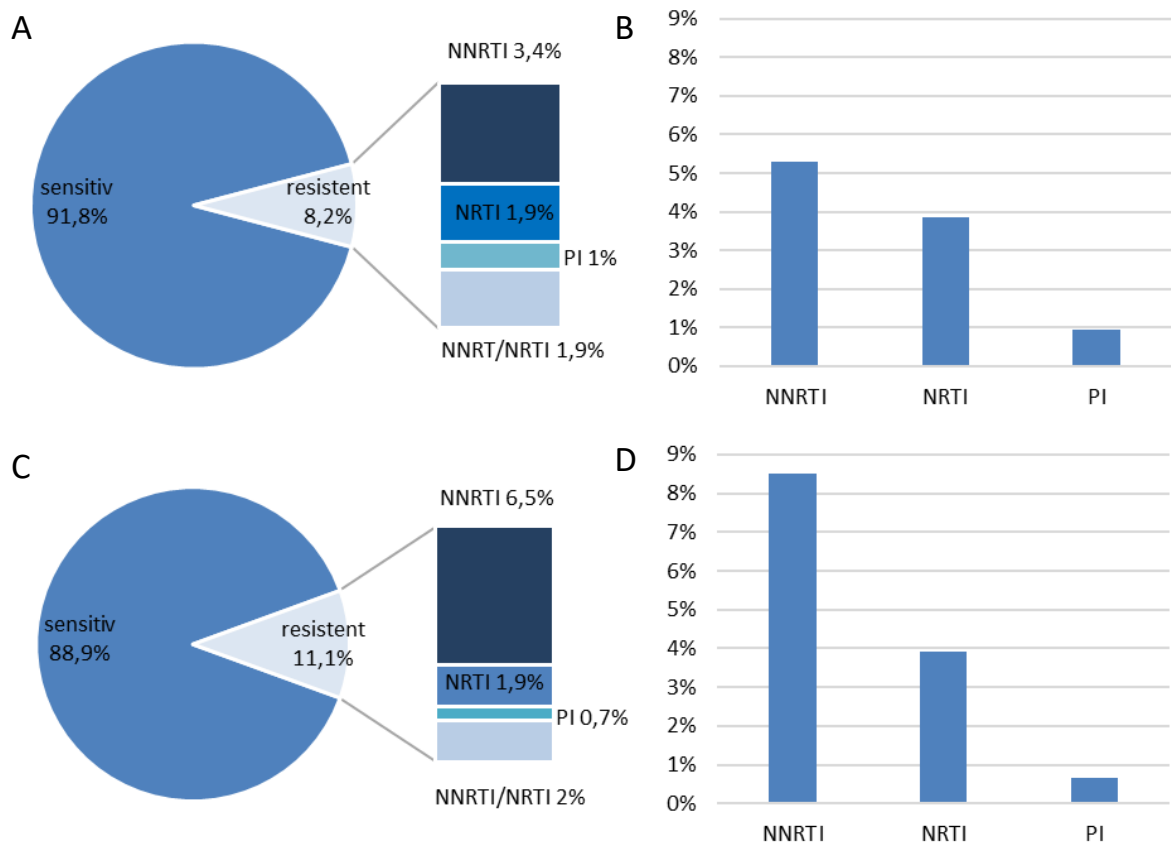 A
NNRTI 3,4%
sensitiv
91,8%
resistent
8,2%
NRTI 1,9%
PI 1%
NNRT/NRTI 1,9%
B
9%
8%
7%
6%
5%
4%
3%
2%
1%
0%
NNRTI
NRTI
PI
C
NNRTI 6,5%
sensitiv
88,9%
resistent
11,1%
NRTI 1,9%
PI 0,7%
NNRTI/NRTI 2%
D
9%
8%
7%
6%
5%
4%
3%
2%
1%
0%
NNRTI
NRTI
PI